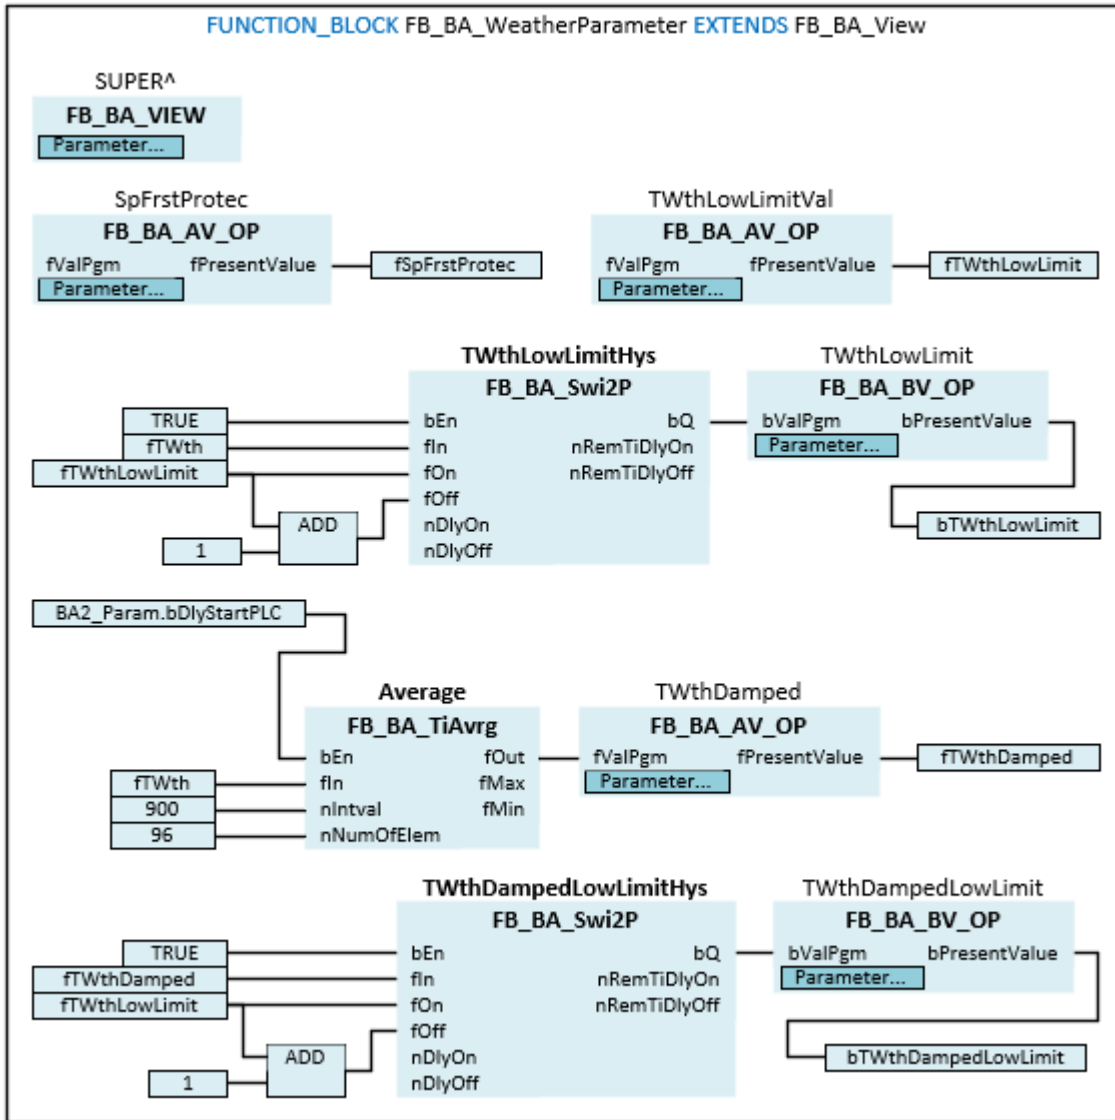 FUNCTION_BLOCK FB_BA_WeatherParameter EXTENDS FB_BA_View
SUPER^
FB_BA_VIEW
Parameter...
SpFrstProtec
FB_BA_AV_OP
fValPgm fPresentValue
fSpFrstProtec
Parameter...
TWthLowLimitVal
FB_BA_AV_OP
fValPgm fPresentValue
fTWthLowLimit
Parameter...
TWthLowLimitHys
FB_BA_Swi2P
TRUE
bEn bQ
fTWth
fIn nRemTiDlyOn
fTWthLowLimit
fOn nRemTiDlyOff
fOff
ADD
nDlyOn
1
nDlyOff
TWthLowLimit
FB_BA_BV_OP
bValPgm bPresentValue
Parameter...
bTWthLowLimit
BA2_Param.bDlyStartPLC
Average
FB_BA_TiAvrg
bEn fOut
fTWth
fIn fMax
900
nIntval fMin
96
nNumOfElem
TWthDamped
FB_BA_AV_OP
fValPgm fPresentValue
fTWthDamped
Parameter...
TWthDampedLowLimitHys
FB_BA_Swi2P
TRUE
bEn bQ
fTWthDamped
fIn nRemTiDlyOn
fTWthLowLimit
fOn nRemTiDlyOff
fOff
ADD
nDlyOn
1
nDlyOff
TWthDampedLowLimit
FB_BA_BV_OP
bValPgm bPresentValue
Parameter...
bTWthDampedLowLimit